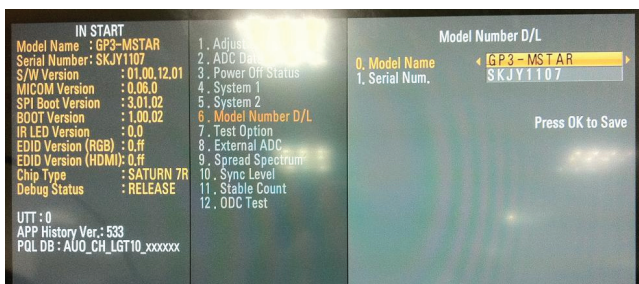 IN START
Model Name : GP3-MSTAR
Serial Number: SKJY1107
S/W Version : 01.00.12.01
MICOM Version : 0.06.0
SPI Boot Version : 3.01.02
BOOT Version : 1.00.02
IR LED Version : 0.0
EDID Version (RGB) : 0.ff
EDID Version (HDMI): 0.ff
Chip Type : SATURN 7R
Debug Status : RELEASE
UTT : 0
APP History Ver.: 533
PQL DB : AUO_CH_LGT10_xxxxxx
1. Adjust
2. ADC Data
3. Power Off Status
4. System 1
5. System 2
6. Model Number D/L
7. Test Option
8. External ADC
9. Spread Spectrum
10. Sync Level
11. Stable Count
12. ODC Test
Model Number D/L
0. Model Name GP3-MSTAR
1. Serial Num. SKJY1107
Press OK to Save